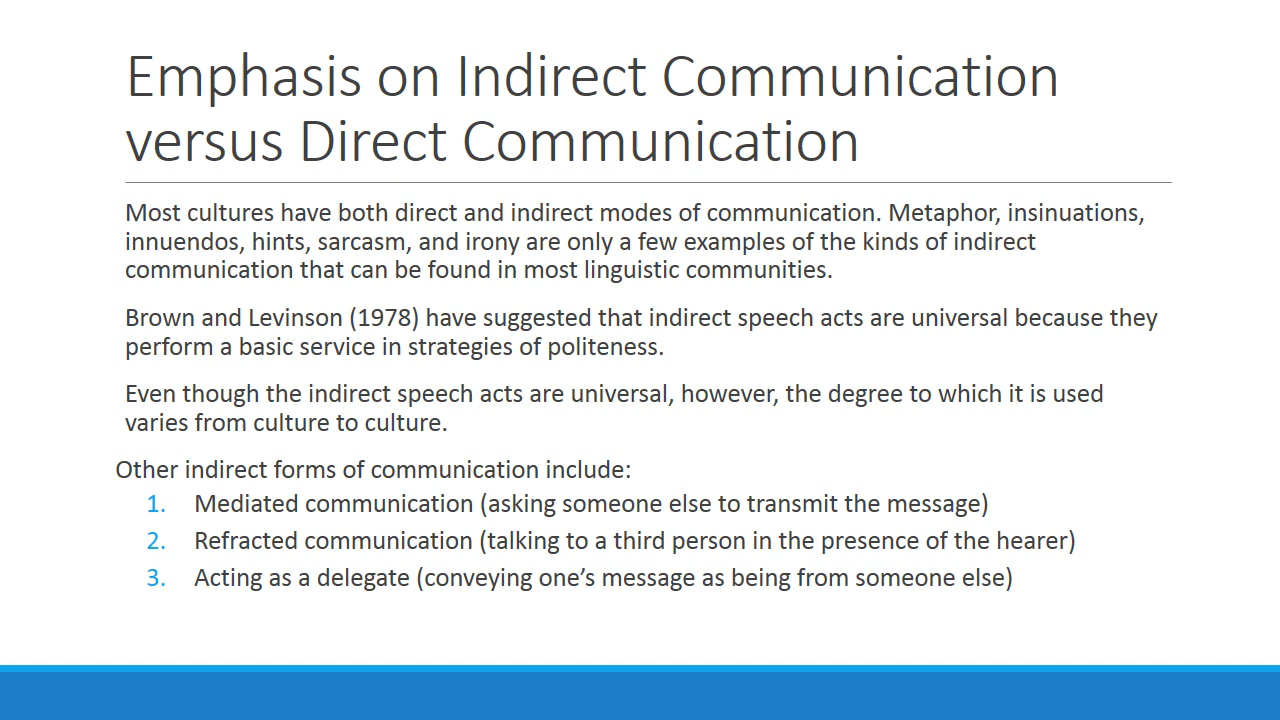 Emphasis on Indirect Communication
versus Direct Communication
Most cultures have both direct and indirect modes of communication. Metaphor, insinuations,
innuendos, hints, sarcasm, and irony are only a few examples of the kinds of indirect
communication that can be found in most linguistic communities.
Brown and Levinson (1978) have suggested that indirect speech acts are universal because they
perform a basic service in strategies of politeness.
Even though the indirect speech acts are universal, however, the degree to which it is used
varies from culture to culture.
Other indirect forms of communication include:
1. Mediated communication (asking someone else to transmit the message)
2. Refracted communication (talking to a third person in the presence of the hearer)
3. Acting as a delegate (conveying one’s message as being from someone else)